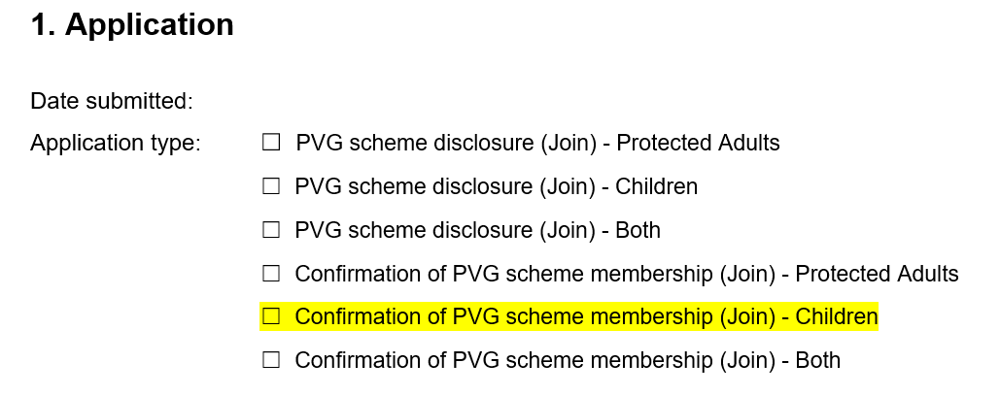 1. Application
Date submitted:
Application type: ☐ PVG scheme disclosure (Join) - Protected Adults
☐ PVG scheme disclosure (Join) - Children
☐ PVG scheme disclosure (Join) - Both
☐ Confirmation of PVG scheme membership (Join) - Protected Adults
☐ Confirmation of PVG scheme membership (Join) - Children
☐ Confirmation of PVG scheme membership (Join) - Both